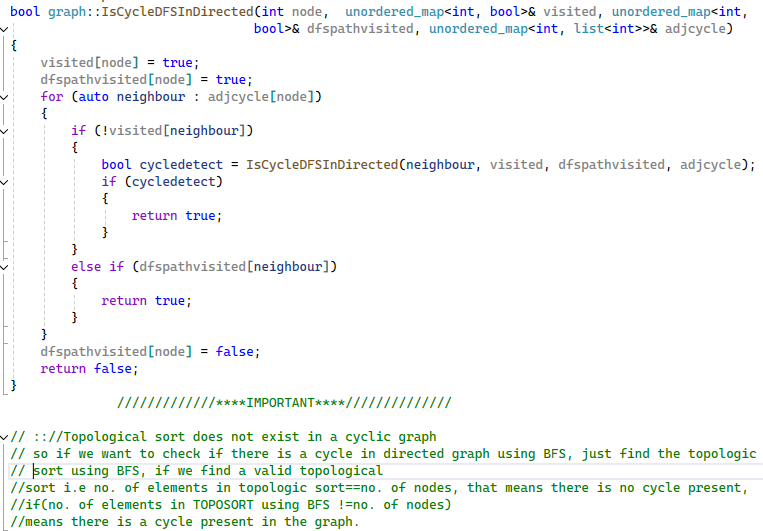 bool graph::IsCycleDFSInDirected(int node,  unordered_map<int, bool>& visited, unordered_map<int,
                                bool>& dfspathvisited, unordered_map<int, list<int>>& adjcycle)
{
    visited[node] = true;
    dfspathvisited[node] = true;
    for (auto neighbour : adjcycle[node])
    {
        if (!visited[neighbour])
        {
            bool cycledetect = IsCycleDFSInDirected(neighbour, visited, dfspathvisited, adjcycle);
            if (cycledetect)
            {
                return true;
            }
        }
        else if (dfspathvisited[neighbour])
        {
            return true;
        }
    }
    dfspathvisited[node] = false;
    return false;
}
              /////////////****IMPORTANT****//////////////
// :://Topological sort does not exist in a cyclic graph
// so if we want to check if there is a cycle in directed graph using BFS, just find the topologic
// sort using BFS, if we find a valid topological
//sort i.e no. of elements in topologic sort==no. of nodes, that means there is no cycle present,
//if(no. of elements in TOPOSORT using BFS !=no. of nodes)
//means there is a cycle present in the graph.